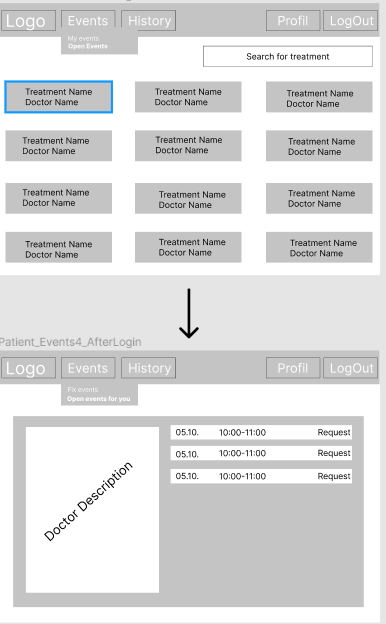 Logo Events History Profil LogOut
My events
Open Events
Search for treatment
Treatment Name Treatment Name Treatment Name
Doctor Name Doctor Name Doctor Name
Treatment Name Treatment Name Treatment Name
Doctor Name Doctor Name Doctor Name
Treatment Name Treatment Name Treatment Name
Doctor Name Doctor Name Doctor Name
Treatment Name Treatment Name Treatment Name
Doctor Name Doctor Name Doctor Name
Patient_Events4_AfterLogin
Logo Events History Profil LogOut
Fix events
Open events for you
Doctor Description
05.10. 10:00-11:00 Request
05.10. 10:00-11:00 Request
05.10. 10:00-11:00 Request